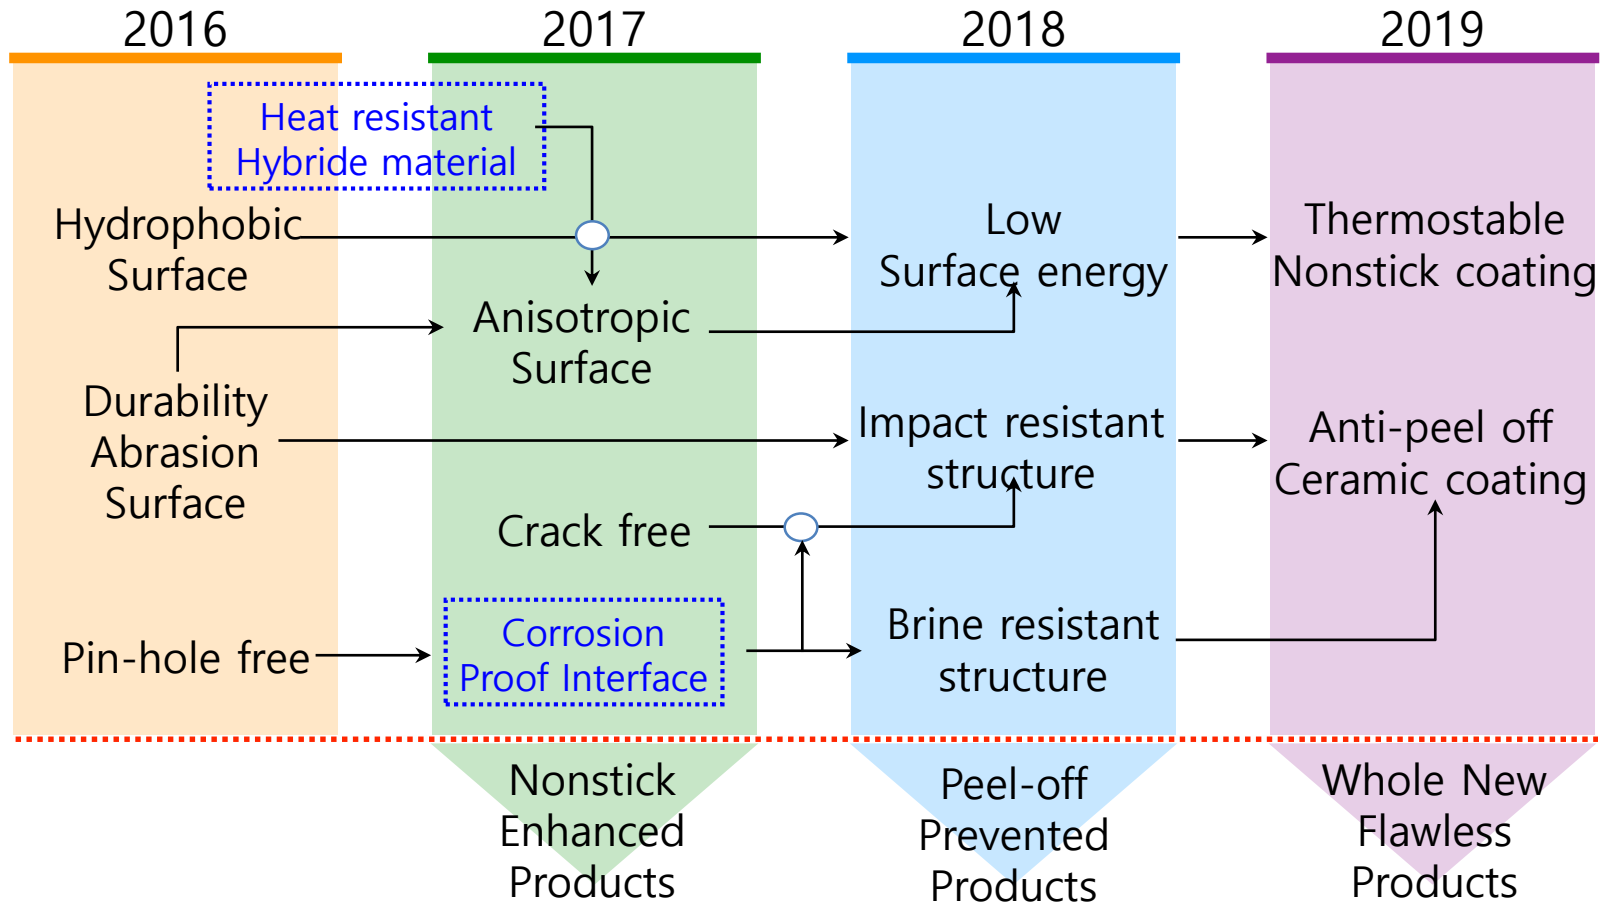 2016
2017
2018
2019
Heat resistant
Hybride material
Hydrophobic
Surface
Low
Surface energy
Thermostable
Nonstick coating
Anisotropic
Surface
Durability
Abrasion
Surface
Impact resistant
structure
Anti-peel off
Ceramic coating
Crack free
Pin-hole free
Corrosion
Proof Interface
Brine resistant
structure
Nonstick
Enhanced
Products
Peel-off
Prevented
Products
Whole New
Flawless
Products